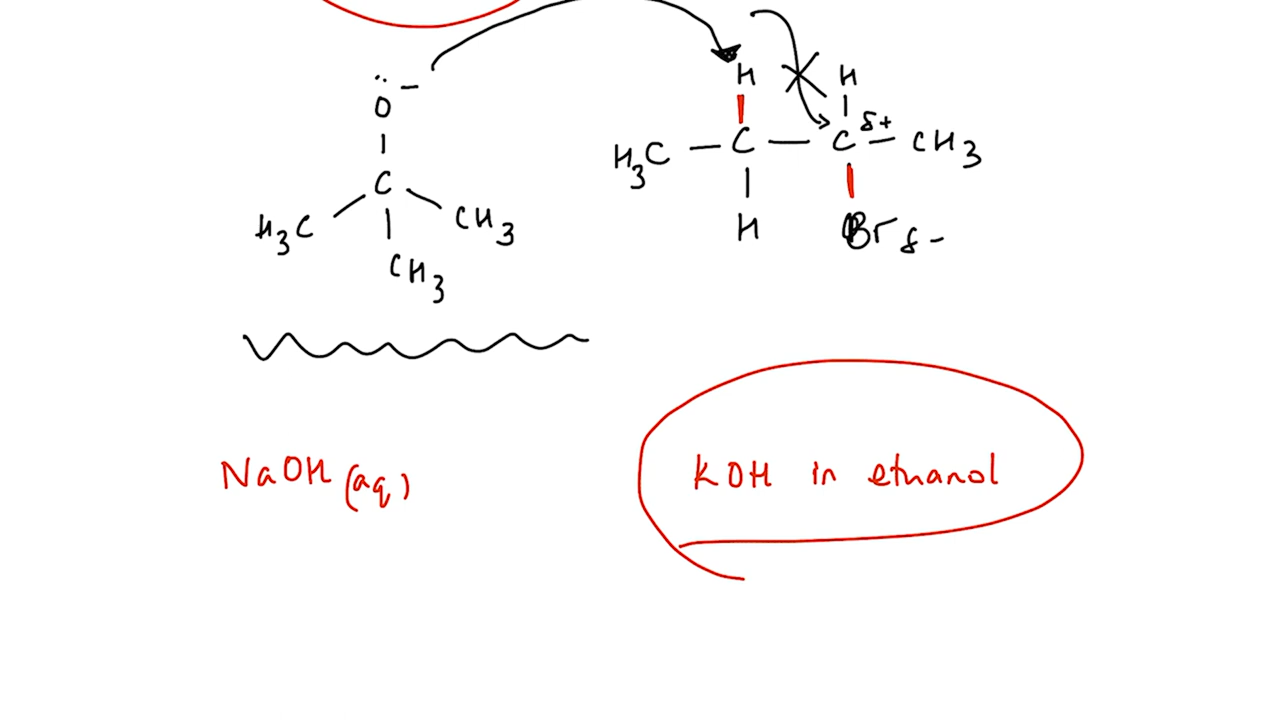 :O⁻
C
H₃C CH₃
CH₃
H H
H₃C — C — C δ+ — CH₃
H Br δ-
NaOH (aq) KOH in ethanol